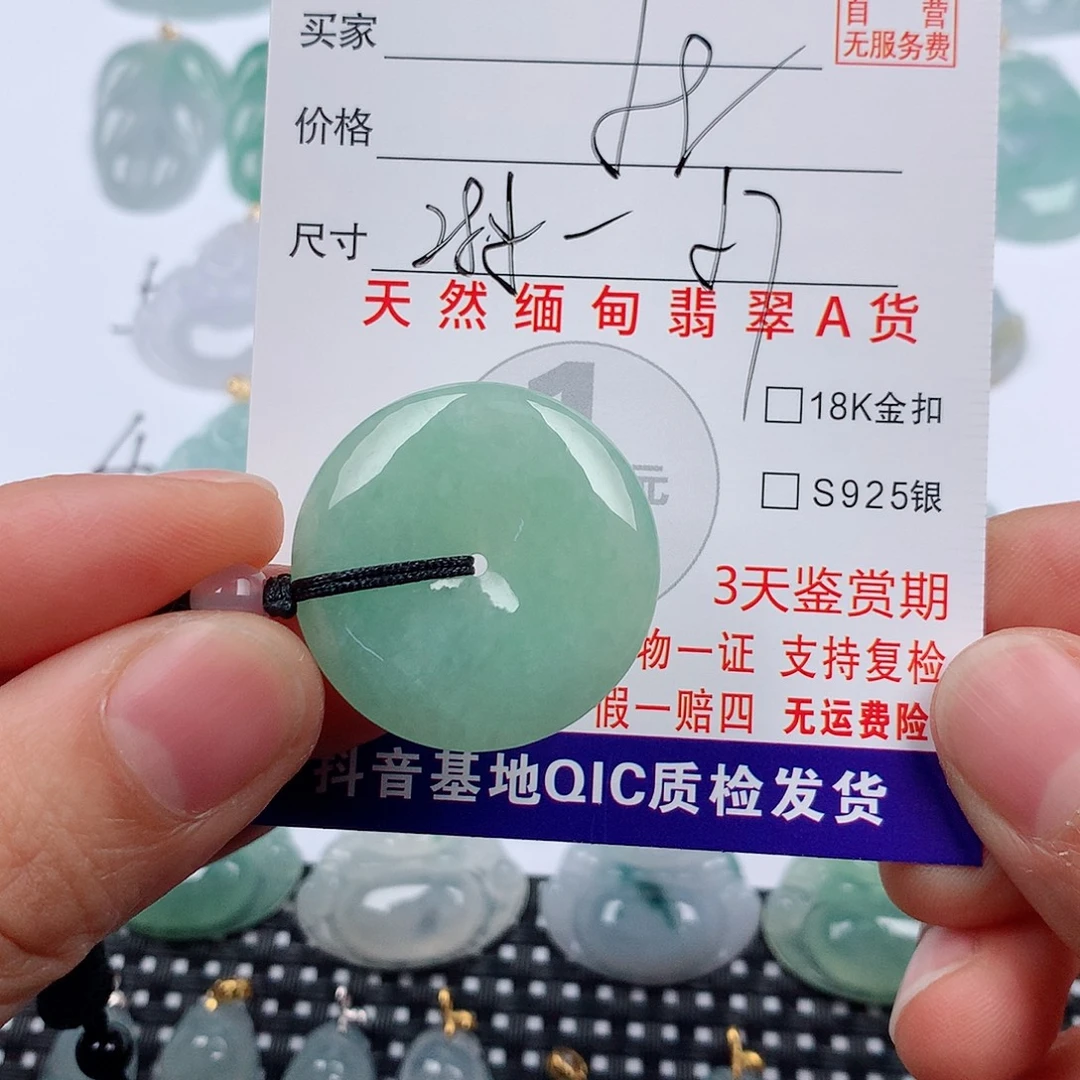 买家
自 营
无服务费
价格
尺寸
天然缅甸翡翠A货
1
元
18K金扣
S925银
3天鉴赏期
物一证 支持复检
假一赔四 无运费险
抖音基地QIC质检发货